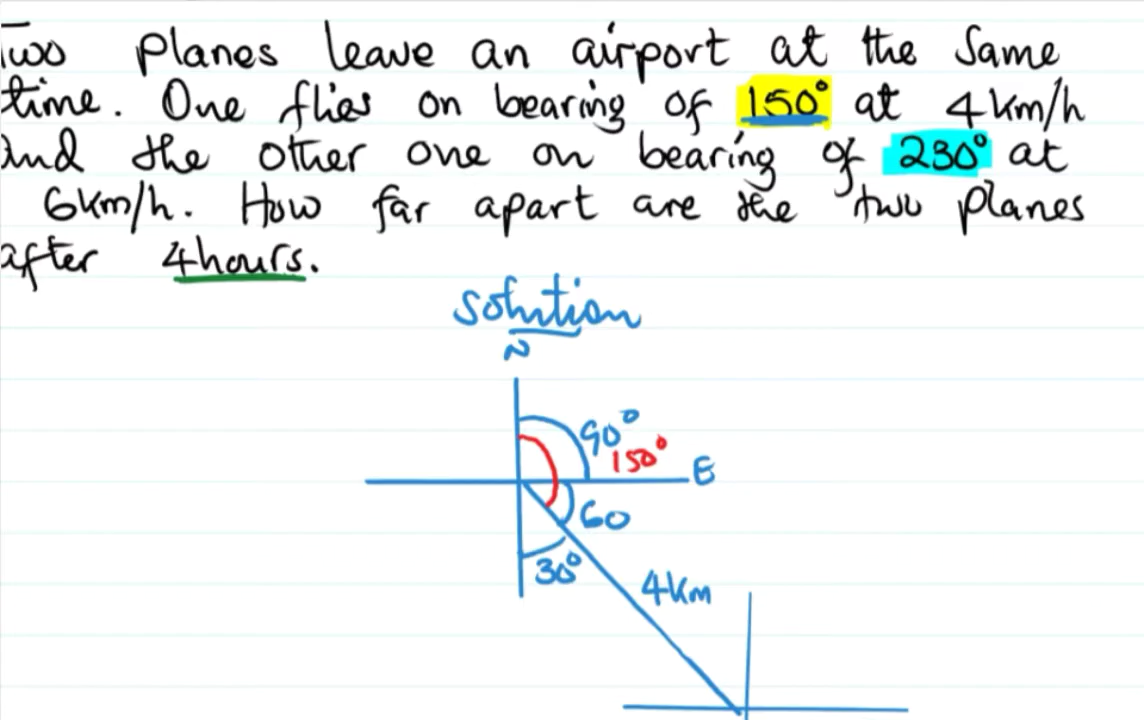 Two planes leave an airport at the same
time. One flies on bearing of 150° at 4km/h
and the other one on bearing of 230° at
6km/h. How far apart are the two planes
after 4hours.
solution
N
90°
150°
E
60
30°
4km